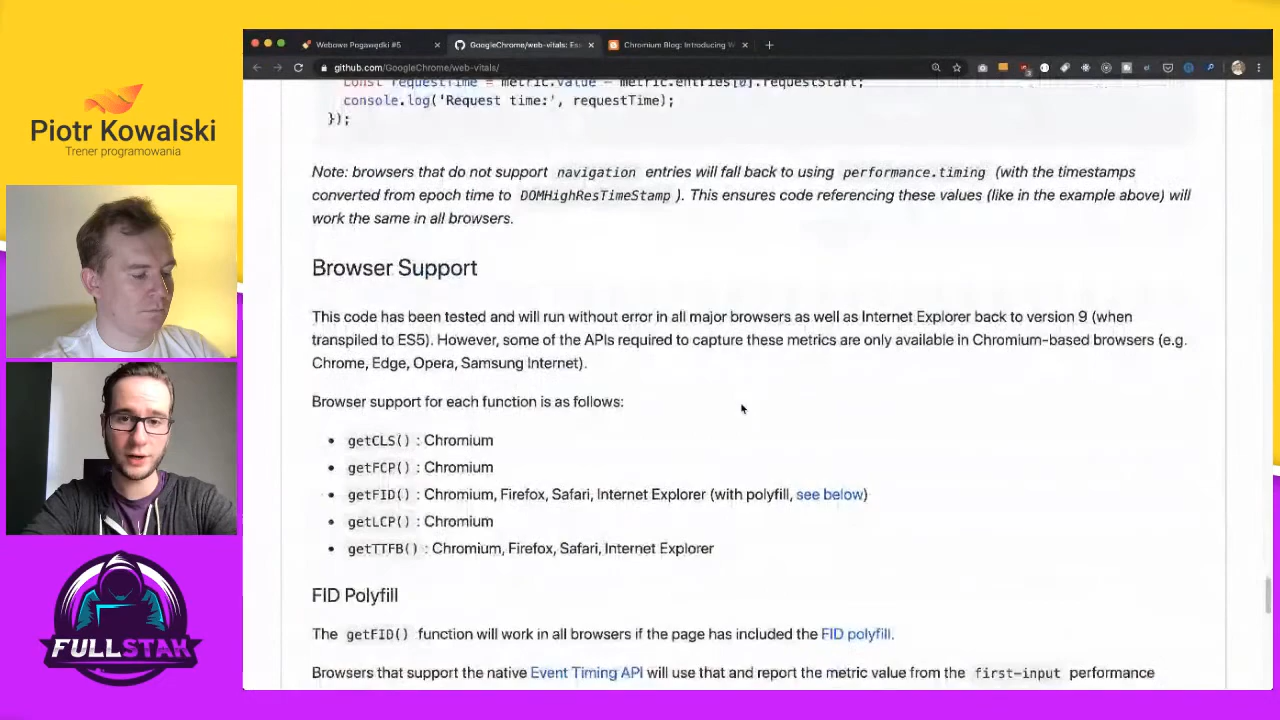 Webowe Pogawędki #5
GoogleChrome/web-vitals: Es
Chromium Blog: Introducing W
github.com/GoogleChrome/web-vitals/
const requestTime = metric.value - metric.entries[0].requestStart;
console.log('Request time:', requestTime);
});
Piotr Kowalski
Trener programowania
Note: browsers that do not support navigation entries will fall back to using performance.timing (with the timestamps
converted from epoch time to DOMHighResTimeStamp ). This ensures code referencing these values (like in the example above) will
work the same in all browsers.
Browser Support
This code has been tested and will run without error in all major browsers as well as Internet Explorer back to version 9 (when
transpiled to ES5). However, some of the APIs required to capture these metrics are only available in Chromium-based browsers (e.g.
Chrome, Edge, Opera, Samsung Internet).
Browser support for each function is as follows:
• getCLS() : Chromium
• getFCP() : Chromium
• getFID() : Chromium, Firefox, Safari, Internet Explorer (with polyfill, see below)
• getLCP() : Chromium
• getTTFB() : Chromium, Firefox, Safari, Internet Explorer
FID Polyfill
The getFID() function will work in all browsers if the page has included the FID polyfill.
Browsers that support the native Event Timing API will use that and report the metric value from the first-input performance
FULLSTAK